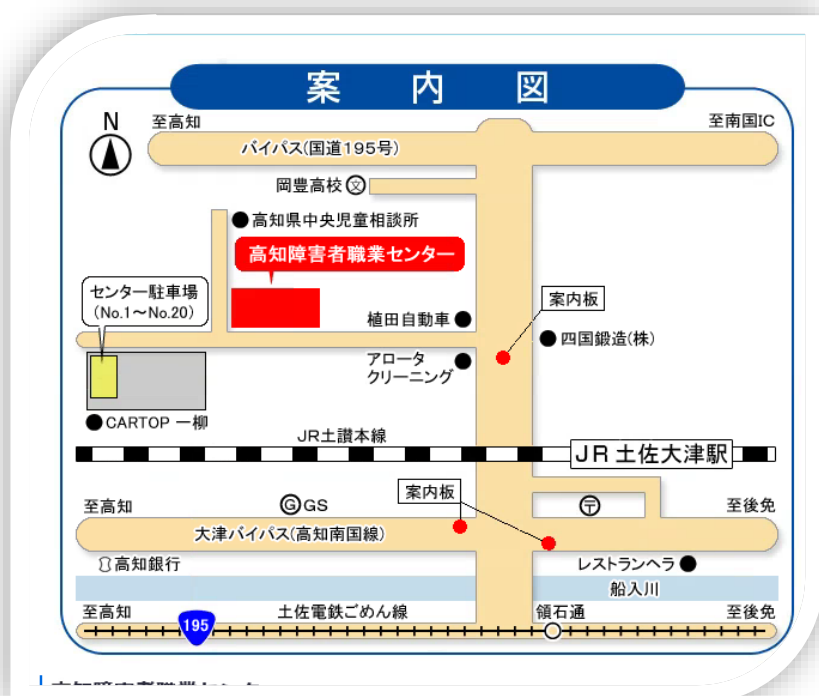 案内図
N
至高知
至南国IC
バイパス(国道195号)
岡豊高校
文
高知県中央児童相談所
高知障害者職業センター
センター駐車場
(No.1～No.20)
案内板
植田自動車
四国鍛造(株)
アロータ
クリーニング
CARTOP 一柳
JR土讃本線
JR土佐大津駅
案内板
至高知
G GS
〒
至後免
大津バイパス(高知南国線)
高知銀行
レストランヘラ
船入川
至高知
195
土佐電鉄ごめん線
領石通
至後免